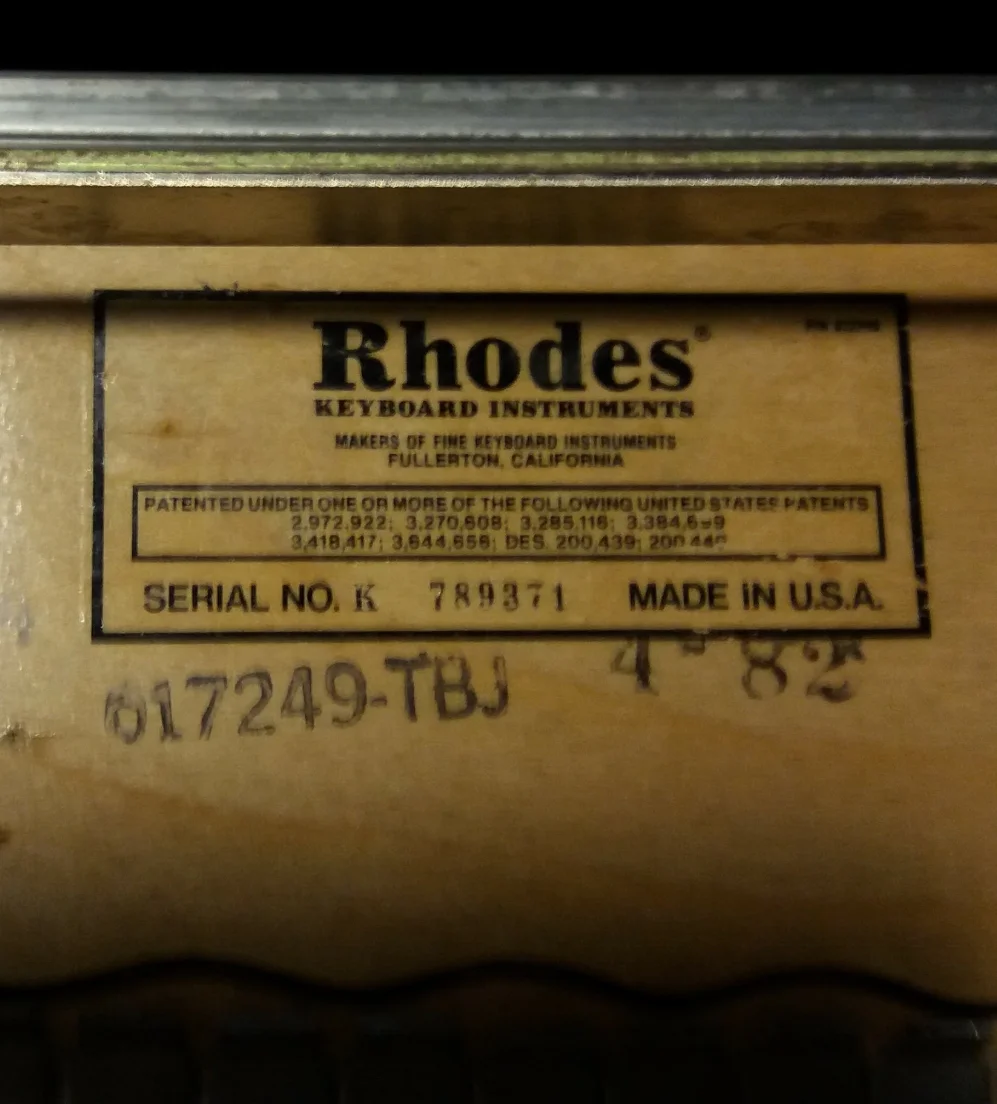 Rhodes®
KEYBOARD INSTRUMENTS
MAKERS OF FINE KEYBOARD INSTRUMENTS
FULLERTON, CALIFORNIA
PATENTED UNDER ONE OR MORE OF THE FOLLOWING UNITED STATES PATENTS
2,972,922; 3,270,608; 3,285,116;
3,418,417; 3,644,656; DES. 200,439;
SERIAL NO. K 789371 MADE IN U.S.A.
017249-TBJ 4-82